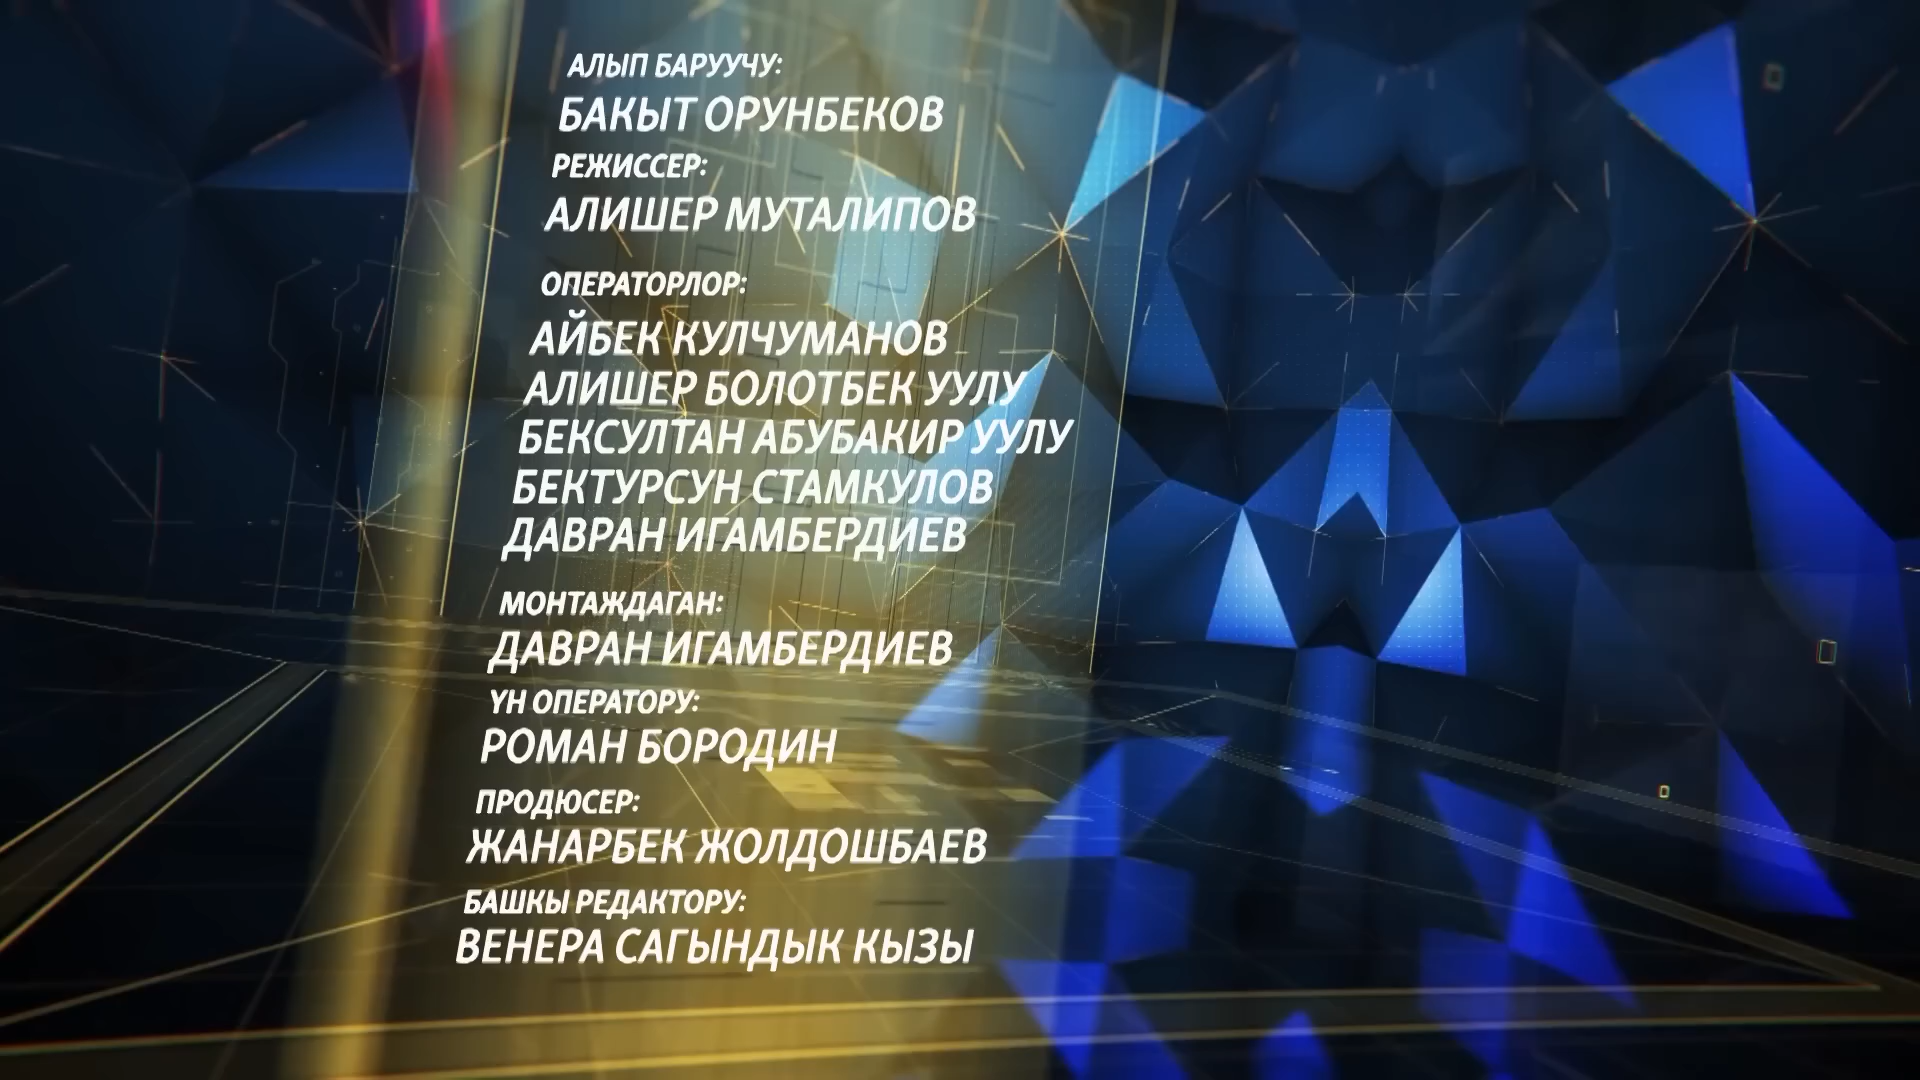 АЛЫП БАРУУЧУ:
БАКЫТ ОРУНБЕКОВ
РЕЖИССЕР:
АЛИШЕР МУТАЛИПОВ
ОПЕРАТОРЛОР:
АЙБЕК КУЛЧУМАНОВ
АЛИШЕР БОЛОТБЕК УУЛУ
БЕКСУЛТАН АБУБАКИР УУЛУ
БЕКТУРСУН СТАМКУЛОВ
ДАВРАН ИГАМБЕРДИЕВ
МОНТАЖДАГАН:
ДАВРАН ИГАМБЕРДИЕВ
ҮН ОПЕРАТОРУ:
РОМАН БОРОДИН
ПРОДЮСЕР:
ЖАНАРБЕК ЖОЛДОШБАЕВ
БАШКЫ РЕДАКТОРУ:
ВЕНЕРА САГЫНДЫК КЫЗЫ